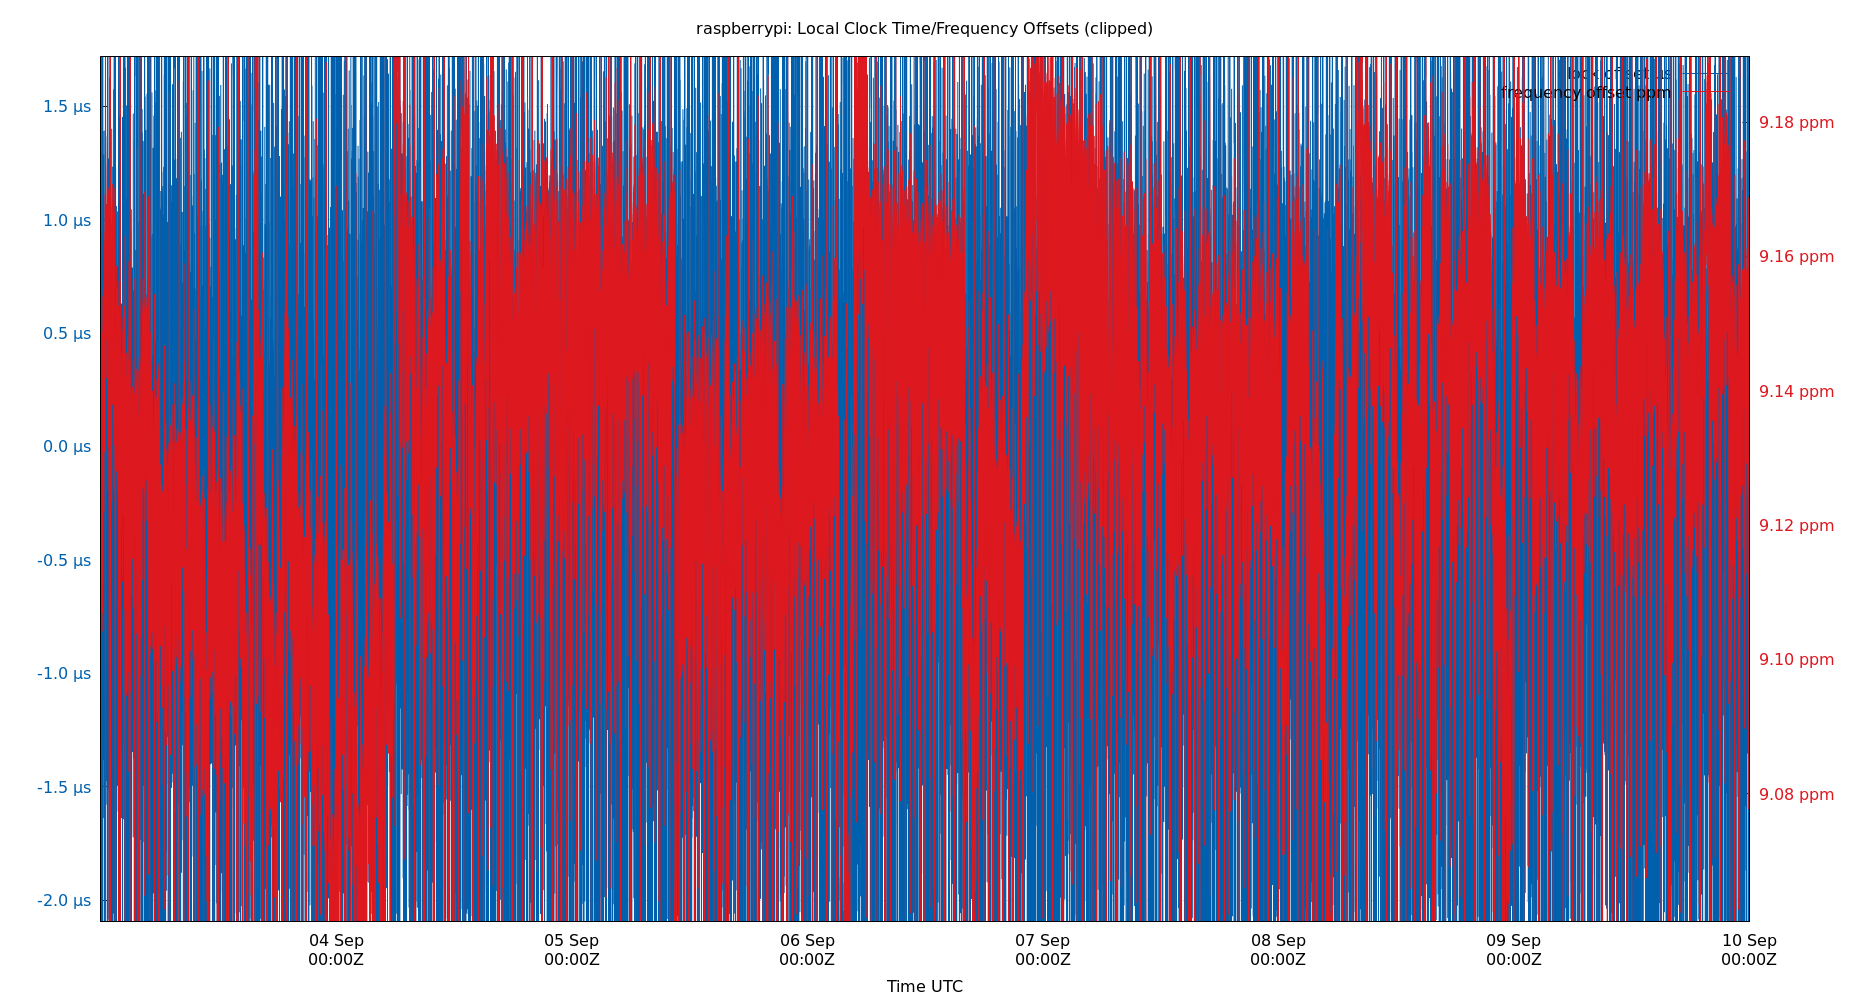 raspberrypi: Local Clock Time/Frequency Offsets (clipped)
frequency offset ppm
1.5 µs
1.0 µs
0.5 µs
0.0 µs
-0.5 µs
-1.0 µs
-1.5 µs
-2.0 µs
9.18 ppm
9.16 ppm
9.14 ppm
9.12 ppm
9.10 ppm
9.08 ppm
04 Sep
00:00Z
05 Sep
00:00Z
06 Sep
00:00Z
07 Sep
00:00Z
08 Sep
00:00Z
09 Sep
00:00Z
10 Sep
00:00Z
Time UTC